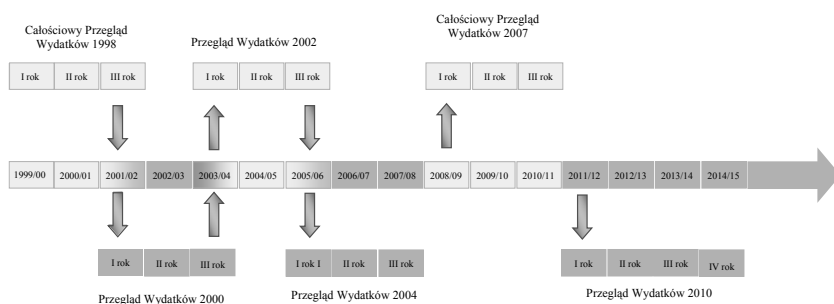 Całościowy Przegląd
Wydatków 1998
Przegląd Wydatków 2002
Całościowy Przegląd
Wydatków 2007
I rok II rok III rok
I rok II rok III rok
I rok II rok III rok
1999/00 2000/01 2001/02 2002/03 2003/04 2004/05 2005/06 2006/07 2007/08 2008/09 2009/10 2010/11 2011/12 2012/13 2013/14 2014/15
I rok II rok III rok
I rok I II rok III rok
I rok II rok III rok IV rok
Przegląd Wydatków 2000
Przegląd Wydatków 2004
Przegląd Wydatków 2010